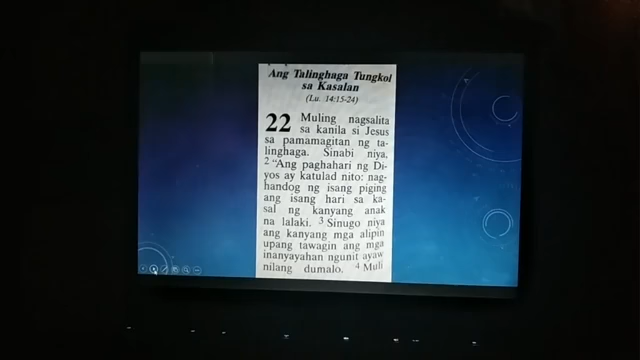 Ang Talinghaga Tungkol
sa Kasalan
(Lu. 14:15-24)
22 Muling nagsalita
sa kanila si Jesus
sa pamamagitan ng ta-
linghaga. Sinabi niya,
2 “Ang paghahari ng Di-
yos ay katulad nito: nag-
handog ng isang piging
ang isang hari sa ka-
sal ng kanyang anak
na lalaki. 3 Sinugo niya
ang kanyang mga alipin
upang tawagin ang mga
inanyayahan ngunit ayaw
nilang dumalo. 4 Muli